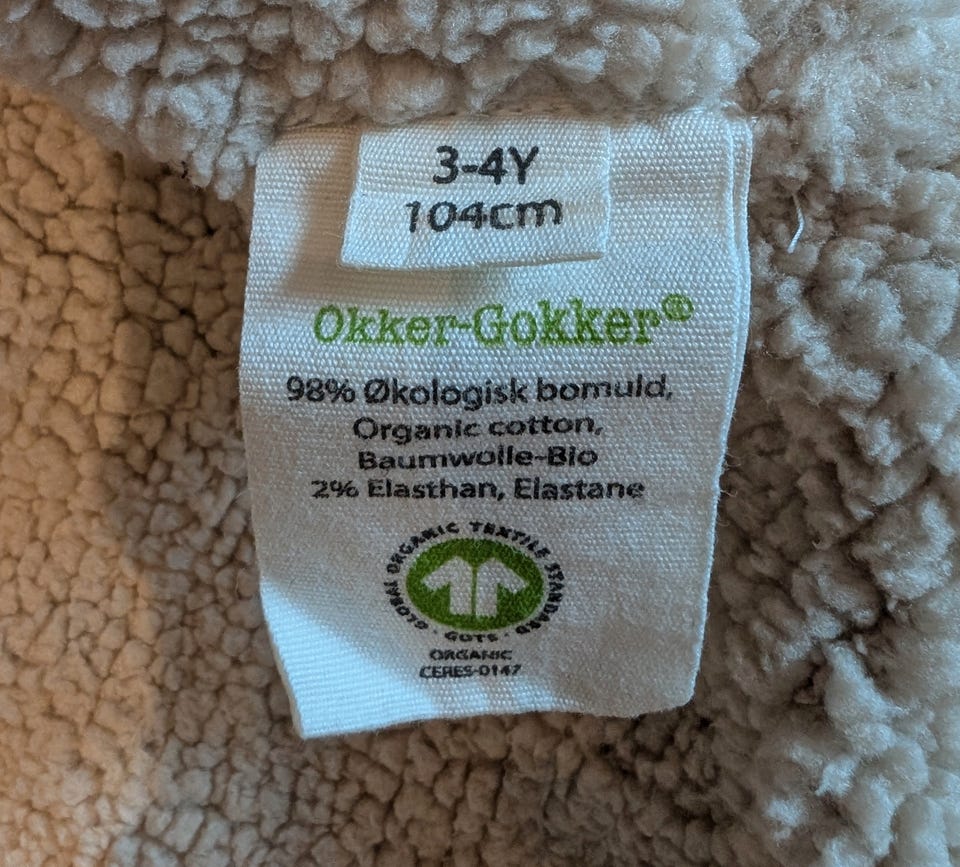 3-4Y
104cm
Okker-Gokker®
98% Økologisk bomuld,
Organic cotton,
Baumwolle-Bio
2% Elasthan, Elastane
GLOBAL ORGANIC TEXTILE STANDARD
· GOTS ·
ORGANIC
CERES-0147